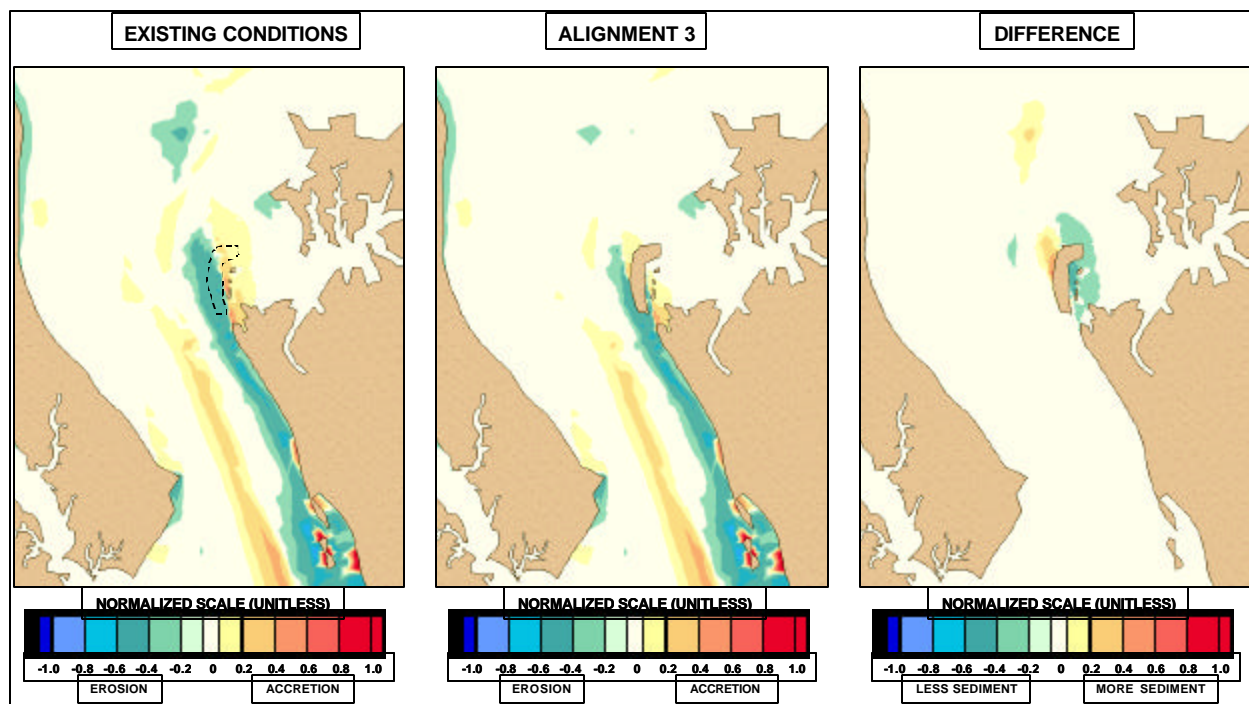 EXISTING CONDITIONS
ALIGNMENT 3
DIFFERENCE
NORMALIZED SCALE (UNITLESS)
-1.0 -0.8 -0.6 -0.4 -0.2 0 0.2 0.4 0.6 0.8 1.0
EROSION ACCRETION
NORMALIZED SCALE (UNITLESS)
-1.0 -0.8 -0.6 -0.4 -0.2 0 0.2 0.4 0.6 0.8 1.0
EROSION ACCRETION
NORMALIZED SCALE (UNITLESS)
-1.0 -0.8 -0.6 -0.4 -0.2 0 0.2 0.4 0.6 0.8 1.0
LESS SEDIMENT MORE SEDIMENT